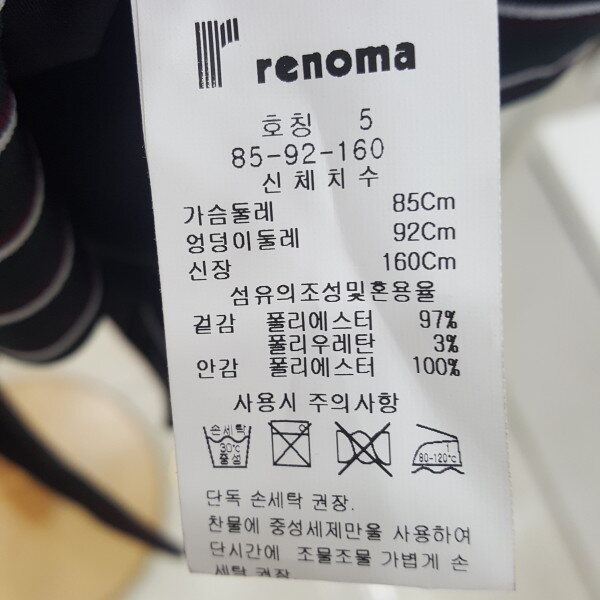 renoma
호칭 5
85-92-160
신체치수
가슴둘레 85Cm
엉덩이둘레 92Cm
신장 160Cm
섬유의조성및혼용율
겉감 폴리에스터 97%
폴리우레탄 3%
안감 폴리에스터 100%
사용시 주의사항
손세탁
30℃
중성
80-120℃
단독 손세탁 권장.
찬물에 중성세제만을 사용하여
단시간에 조물조물 가볍게 손
세탁 권장